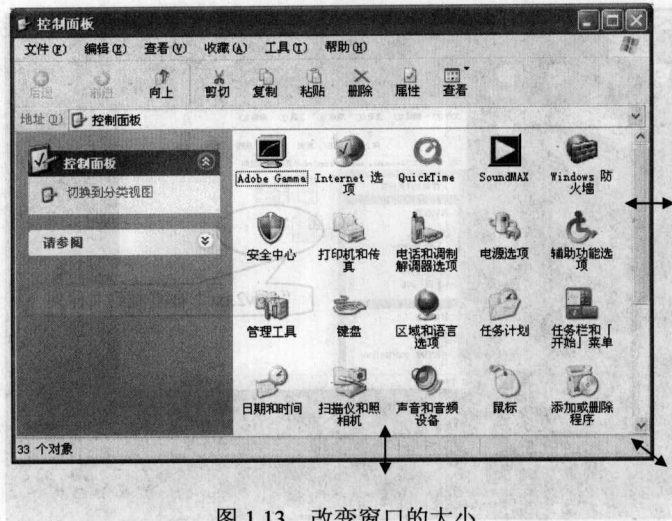 控制面板
文件(F) 编辑(E) 查看(V) 收藏(A) 工具(T) 帮助(H)
后退 前进 向上 剪切 复制 粘贴 删除 属性 查看
地址(D) 控制面板
控制面板
切换到分类视图
请参阅
Adobe Gamma Internet 选项 QuickTime SoundMAX Windows 防火墙
安全中心 打印机和传真 电话和调制解调器选项 电源选项 辅助功能选项
管理工具 键盘 区域和语言选项 任务计划 任务栏和「开始」菜单
日期和时间 扫描仪和照相机 声音和音频设备 鼠标 添加或删除程序
33 个对象
图 1.13 改变窗口的大小